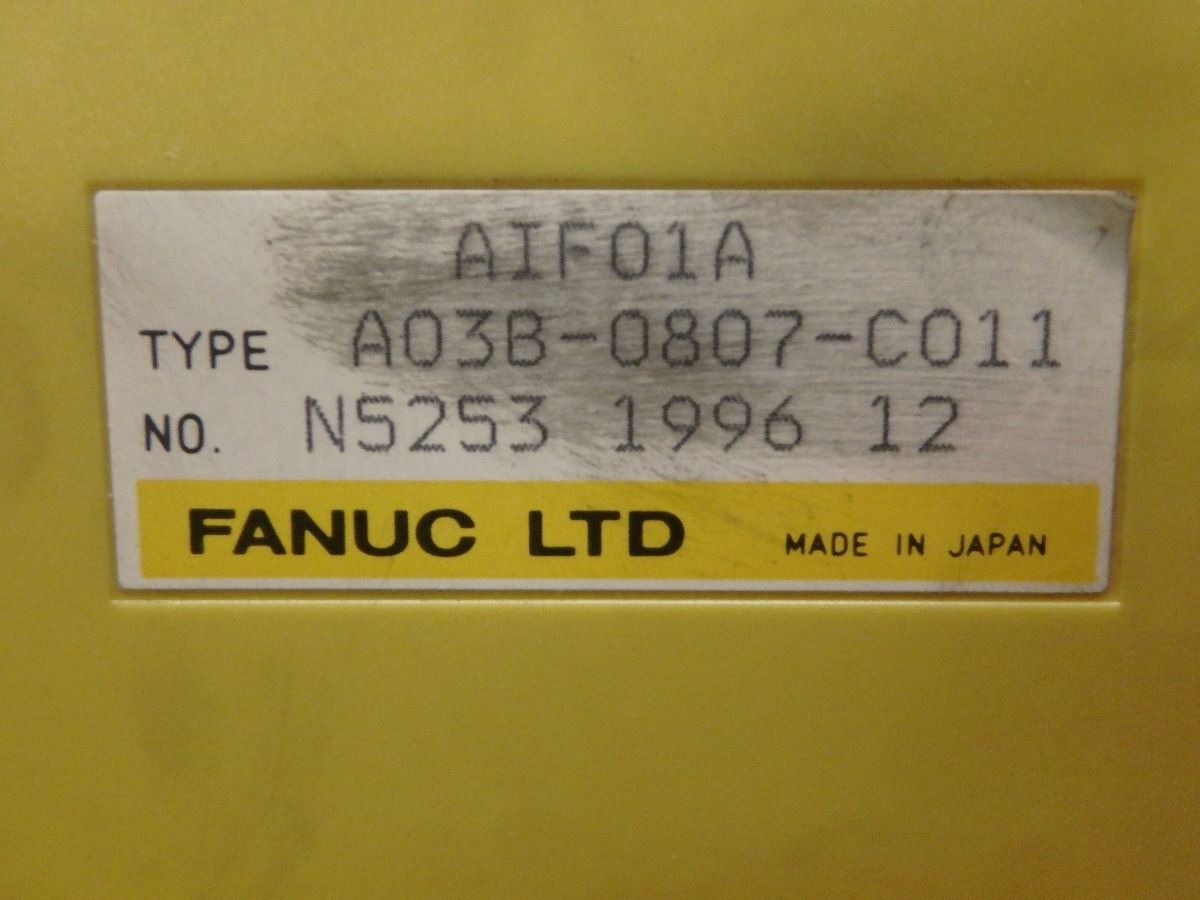 AIF01A
TYPE A03B-0807-C011
NO. N5253 1996 12
FANUC LTD MADE IN JAPAN